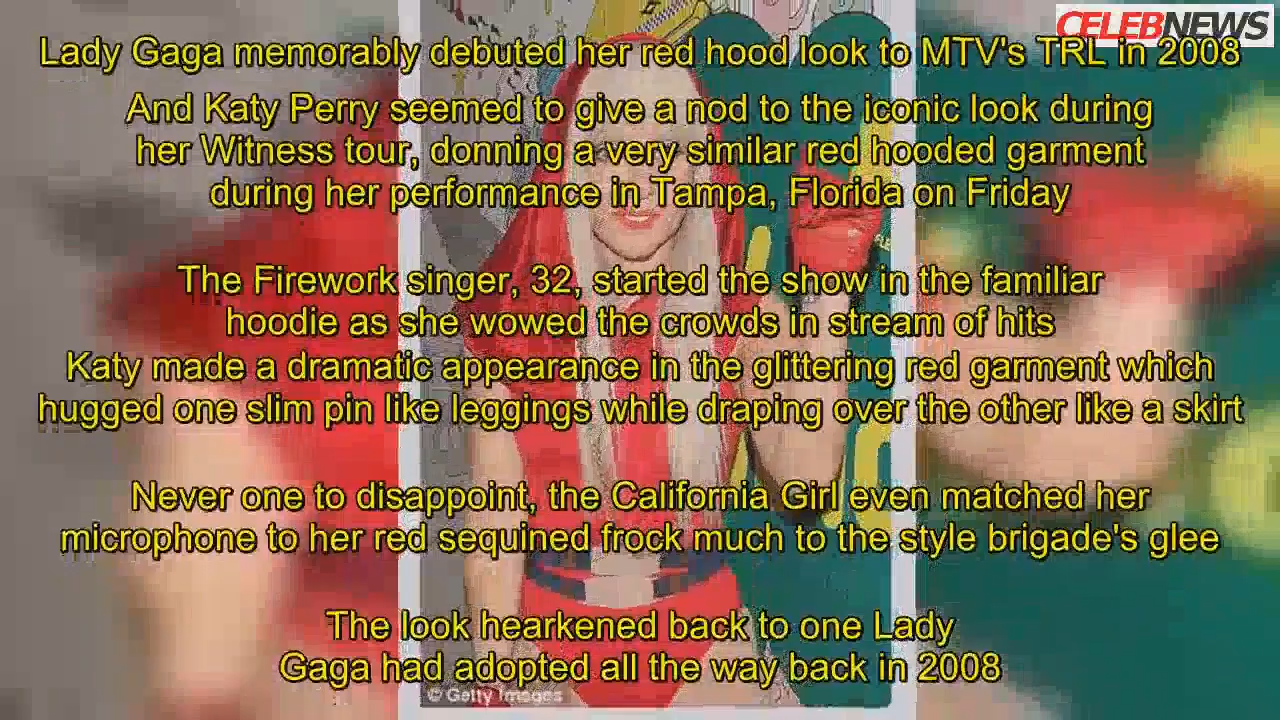 CELEBNEWS
Lady Gaga memorably debuted her red hood look to MTV's TRL in 2008
And Katy Perry seemed to give a nod to the iconic look during
her Witness tour, donning a very similar red hooded garment
during her performance in Tampa, Florida on Friday
The Firework singer, 32, started the show in the familiar
hoodie as she wowed the crowds in stream of hits
Katy made a dramatic appearance in the glittering red garment which
hugged one slim pin like leggings while draping over the other like a skirt
Never one to disappoint, the California Girl even matched her
microphone to her red sequined frock much to the style brigade's glee
The look hearkened back to one Lady
Gaga had adopted all the way back in 2008
© Getty Images